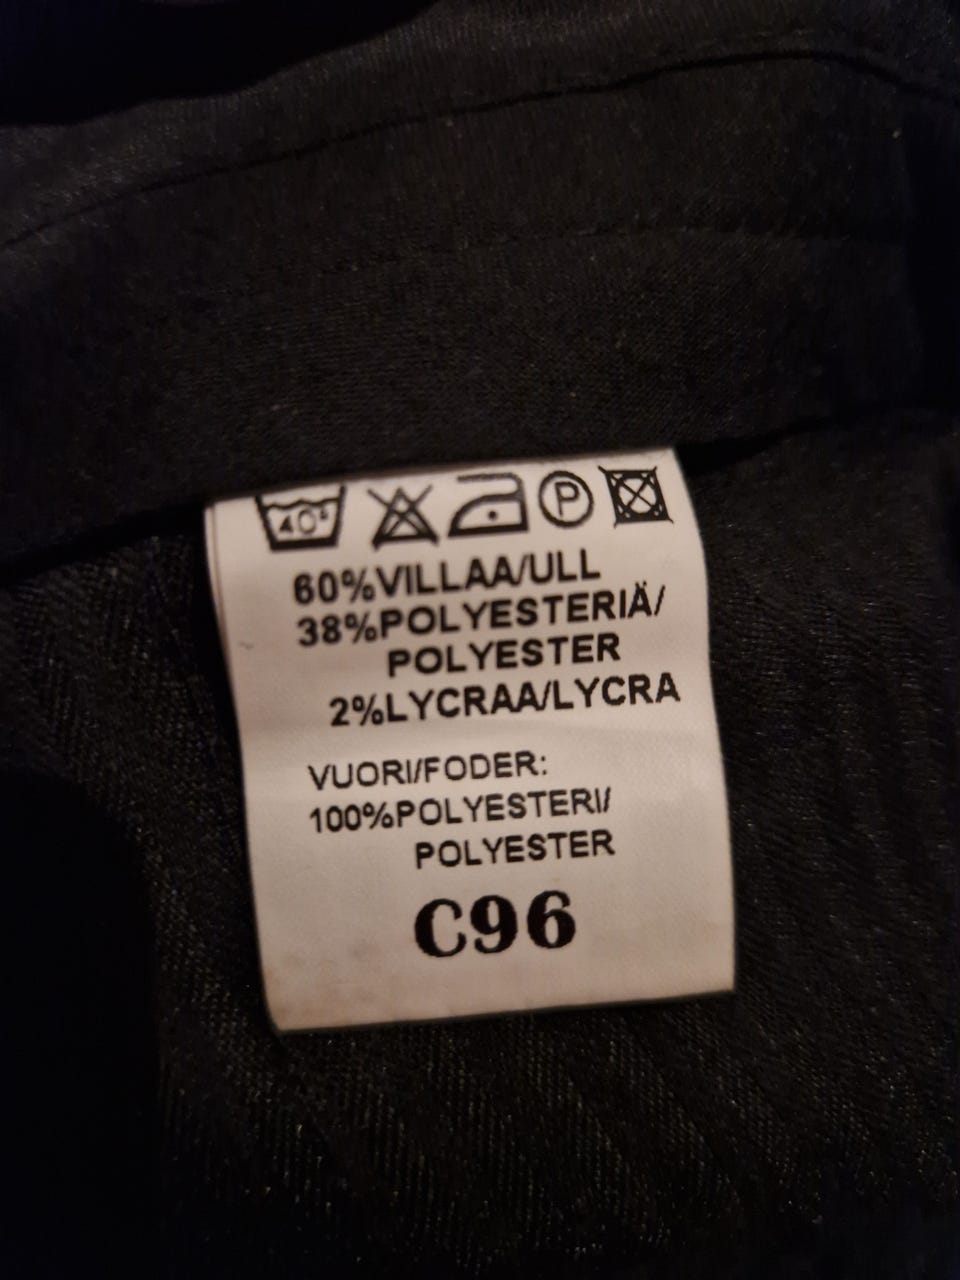 40°
P
60%VILLAA/ULL
38%POLYESTERIÄ/
POLYESTER
2%LYCRAA/LYCRA
VUORI/FODER:
100%POLYESTERI/
POLYESTER
C96